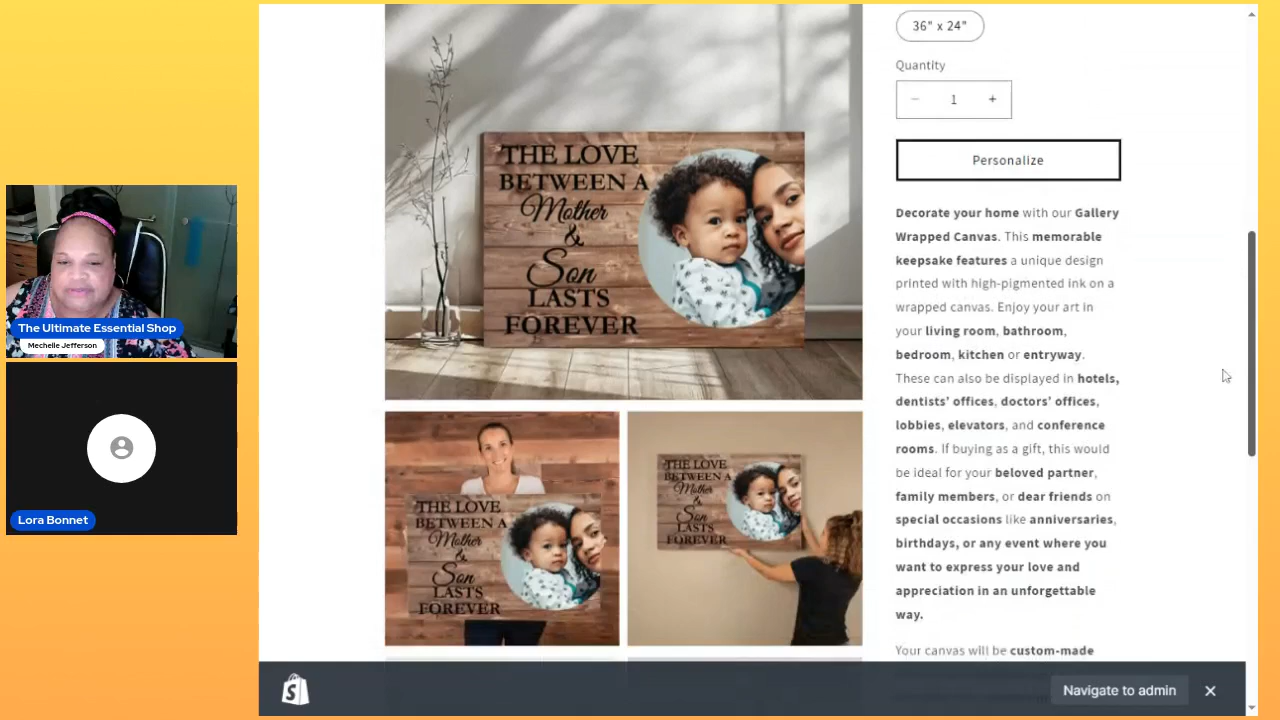 The Ultimate Essential Shop
Mechelle Jefferson
Lora Bonnet
THE LOVE
BETWEEN A
Mother
&
Son
LASTS
FOREVER
THE LOVE
BETWEEN A
Mother
&
Son
LASTS
FOREVER
THE LOVE
BETWEEN A
Mother
&
Son
LASTS
FOREVER
36" x 24"
Quantity
− 1 +
Personalize
Decorate your home with our Gallery
Wrapped Canvas. This memorable
keepsake features a unique design
printed with high-pigmented ink on a
wrapped canvas. Enjoy your art in
your living room, bathroom,
bedroom, kitchen or entryway.
These can also be displayed in hotels,
dentists’ offices, doctors’ offices,
lobbies, elevators, and conference
rooms. If buying as a gift, this would
be ideal for your beloved partner,
family members, or dear friends on
special occasions like anniversaries,
birthdays, or any event where you
want to express your love and
appreciation in an unforgettable
way.
Your canvas will be custom-made
Navigate to admin